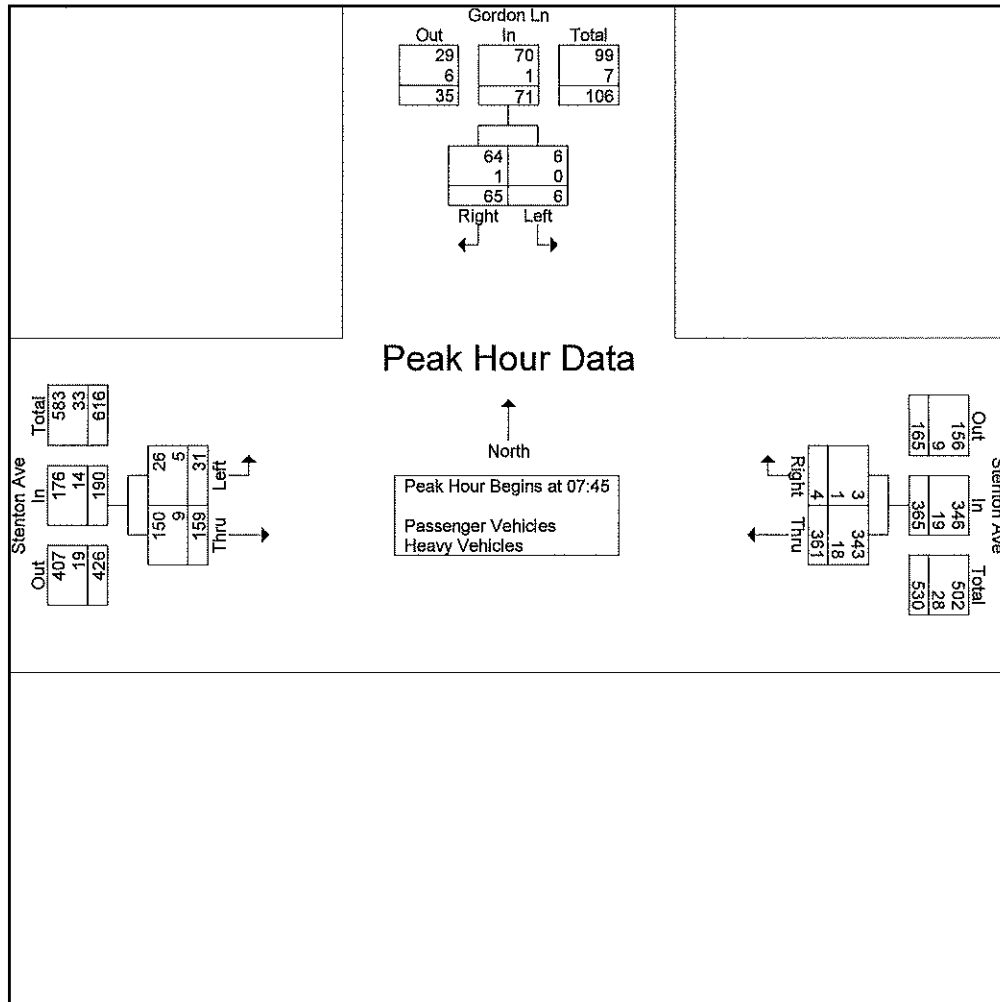 Gordon Ln
Out In Total
29 70 99
6 1 7
35 71 106
64 6
1 0
65 6
Right Left
Peak Hour Data
North
Peak Hour Begins at 07:45
Passenger Vehicles
Heavy Vehicles
Stenton Ave
Total In Out
583 176 407
33 14 19
616 190 426
26 150
5 9
31 159
Left Thru
Stenton Ave
Out In Total
156 346 502
9 19 28
165 365 530
3 343
1 18
4 361
Right Thru